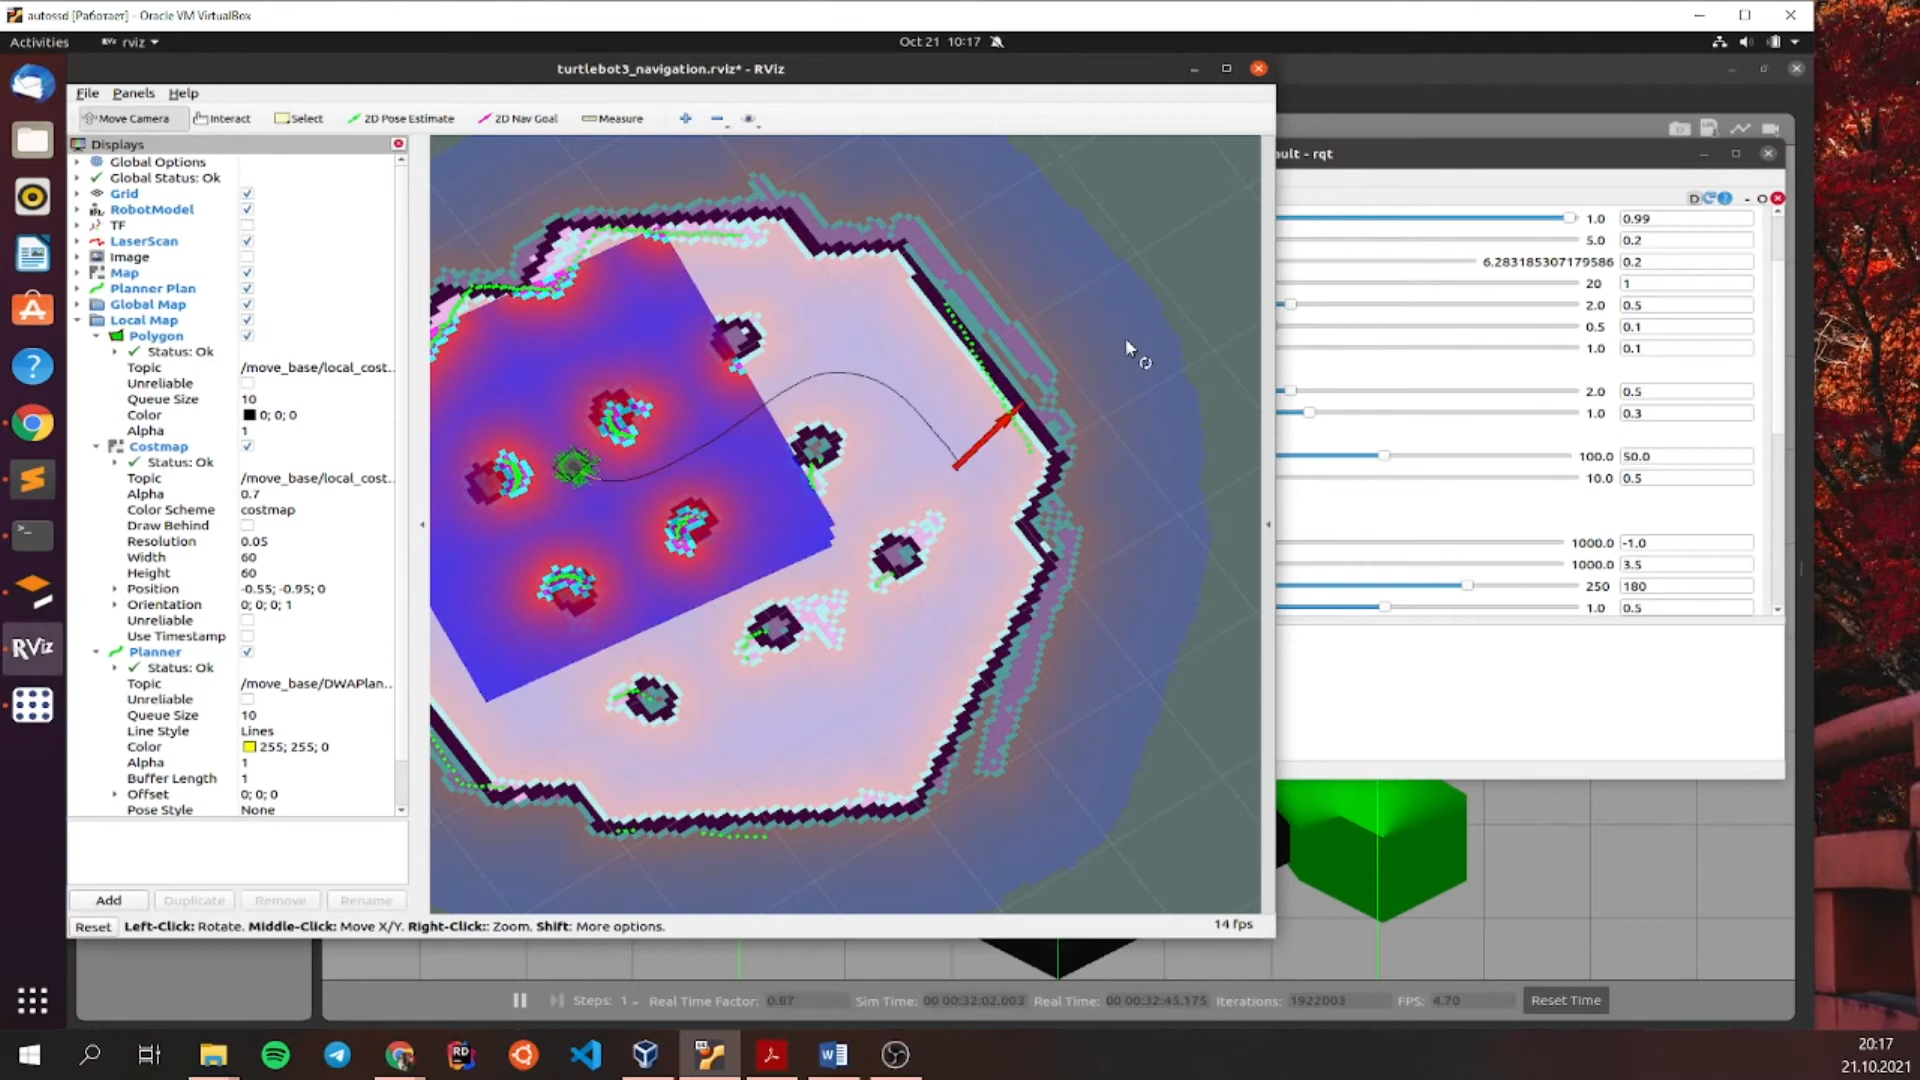 autossd [Работает] - Oracle VM VirtualBox
Activities
RViz rviz
Oct 21 10:17
turtlebot3_navigation.rviz* - RViz
File Panels Help
Move Camera Interact Select 2D Pose Estimate 2D Nav Goal Measure
Displays
Global Options
Global Status: Ok
Grid
RobotModel
TF
LaserScan
Image
Map
Planner Plan
Global Map
Local Map
Polygon
Status: Ok
Topic /move_base/local_cost..
Unreliable
Queue Size 10
Color 0; 0; 0
Alpha 1
Costmap
Status: Ok
Topic /move_base/local_cost..
Alpha 0.7
Color Scheme costmap
Draw Behind
Resolution 0.05
Width 60
Height 60
Position -0.55; -0.95; 0
Orientation 0; 0; 0; 1
Unreliable
Use Timestamp
Planner
Status: Ok
Topic /move_base/DWAPlan..
Unreliable
Queue Size 10
Line Style Lines
Color 255; 255; 0
Alpha 1
Buffer Length 1
Offset 0; 0; 0
Pose Style None
Add Duplicate Remove Rename
Reset Left-Click: Rotate. Middle-Click: Move X/Y. Right-Click:: Zoom. Shift: More options.
14 fps
RViz
ault - rqt
D - O
1.0 0.99
5.0 0.2
6.283185307179586 0.2
20 1
2.0 0.5
0.5 0.1
1.0 0.1
2.0 0.5
1.0 0.3
100.0 50.0
10.0 0.5
1000.0 -1.0
1000.0 3.5
250 180
1.0 0.5
Steps: 1 Real Time Factor: 0.87 Sim Time: 00 00:32:02.003 Real Time: 00 00:32:45.175 Iterations: 1922003 FPS: 4.70 Reset Time
20:17
21.10.2021